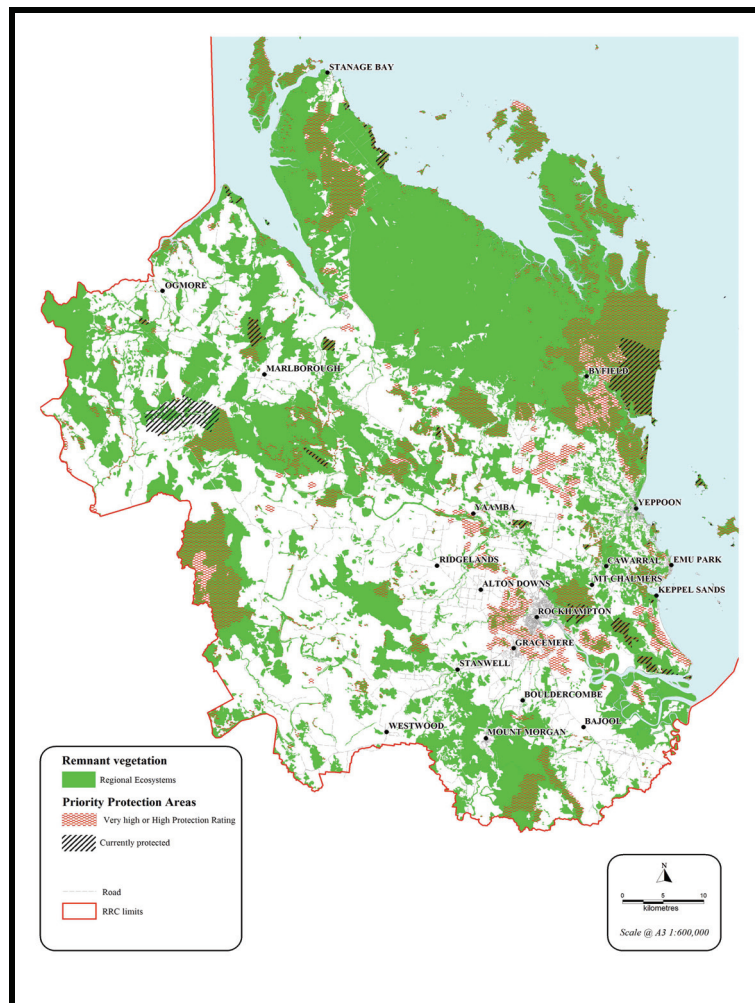 STANAGE BAY
OGMORE
MARLBOROUGH
BYFIELD
YEPPOON
YAAMBA
RIDGELANDS
CAWARRAL
EMU PARK
MT CHALMERS
ALTON DOWNS
KEPPEL SANDS
ROCKHAMPTON
GRACEMERE
STANWELL
BOULDERCOMBE
WESTWOOD
BAJOOL
MOUNT MORGAN
Remnant vegetation
Regional Ecosystems
Priority Protection Areas
Very high or High Protection Rating
Currently protected
Road
RRC limits
N
0 5 10
kilometres
Scale @ A3 1:600,000